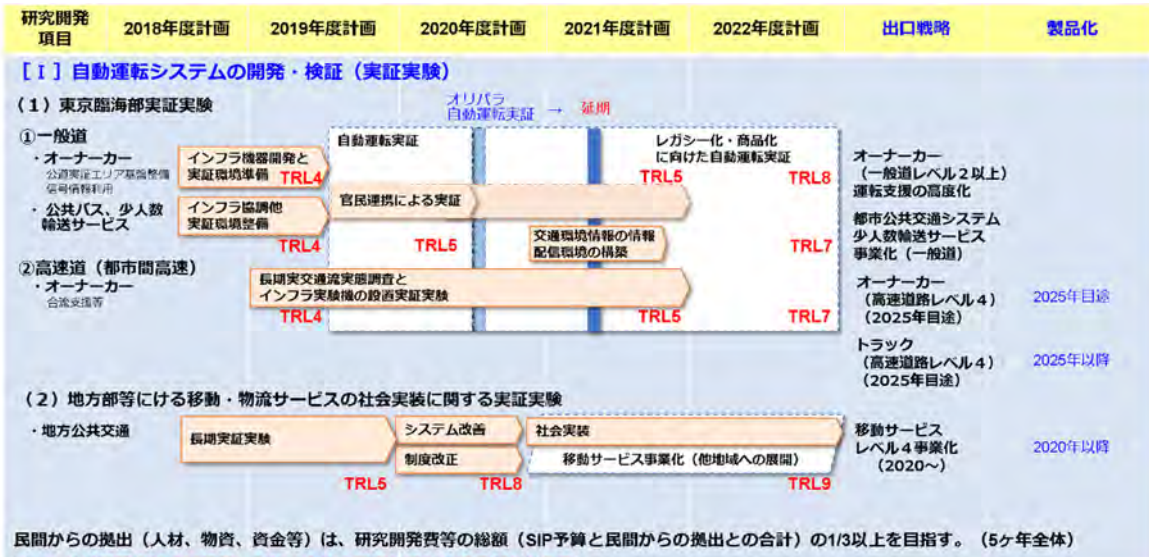 研究開発
項目
2018年度計画
2019年度計画
2020年度計画
2021年度計画
2022年度計画
出口戦略
製品化
［Ⅰ］自動運転システムの開発・検証（実証実験）
（１）東京臨海部実証実験
オリパラ
自動運転実証 → 延期
①一般道
・オーナーカー
公道実証エリア基盤整備
信号情報利用
インフラ機器開発と
実証環境準備
TRL4
自動運転実証
レガシー化・商品化
に向けた自動運転実証
TRL5
TRL8
オーナーカー
（一般道レベル２以上）
運転支援の高度化
・公共バス、少人数
輸送サービス
インフラ協調他
実証環境整備
TRL4
官民連携による実証
TRL5
交通環境情報の情報
配信環境の構築
TRL7
都市公共交通システム
少人数輸送サービス
事業化（一般道）
②高速道（都市間高速）
・オーナーカー
合流支援等
長期実交通流実態調査と
インフラ実験機の設置実証実験
TRL4
TRL5
TRL7
オーナーカー
（高速道路レベル４）
（2025年目途）
2025年目途
トラック
（高速道路レベル４）
（2025年目途）
2025年以降
（２）地方部等にける移動・物流サービスの社会実装に関する実証実験
・地方公共交通
長期実証実験
TRL5
システム改善
制度改正
TRL8
社会実装
移動サービス事業化（他地域への展開）
TRL9
移動サービス
レベル４事業化
（2020～）
2020年以降
民間からの拠出（人材、物資、資金等）は、研究開発費等の総額（SIP予算と民間からの拠出との合計）の1/3以上を目指す。（5ヶ年全体）